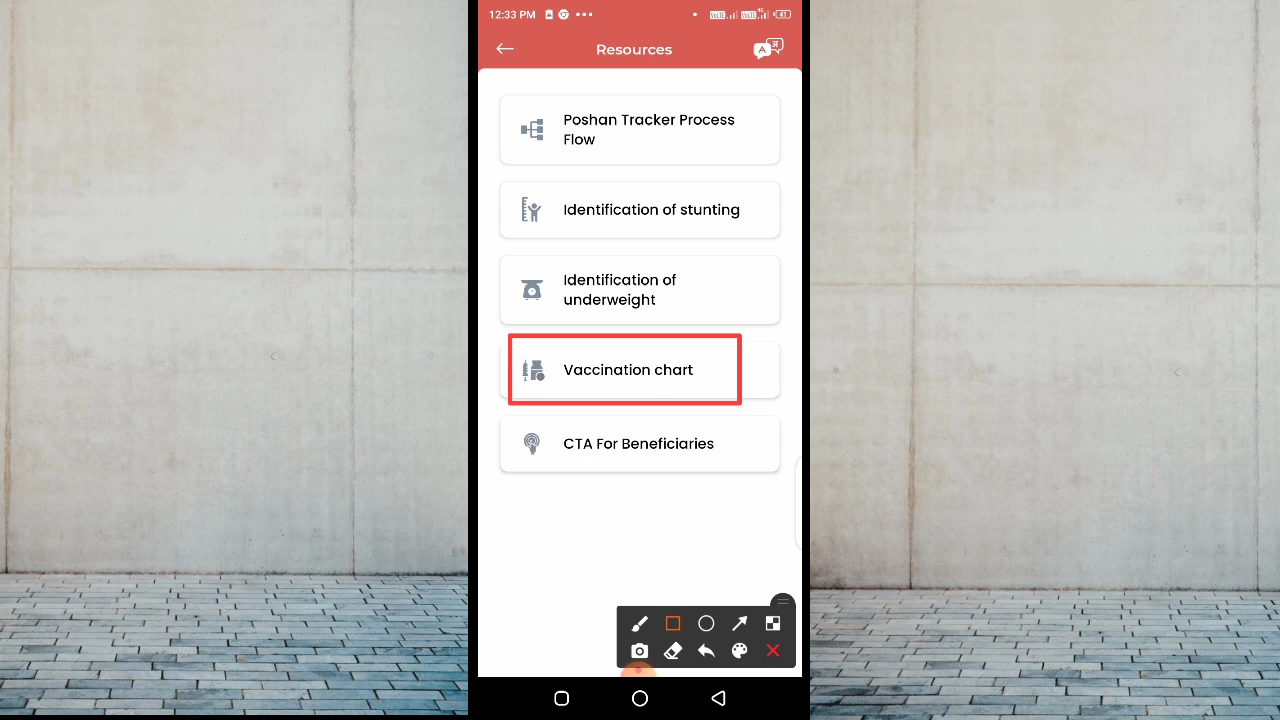 12:33 PM
Resources
Poshan Tracker Process
Flow
Identification of stunting
Identification of
underweight
Vaccination chart
CTA For Beneficiaries